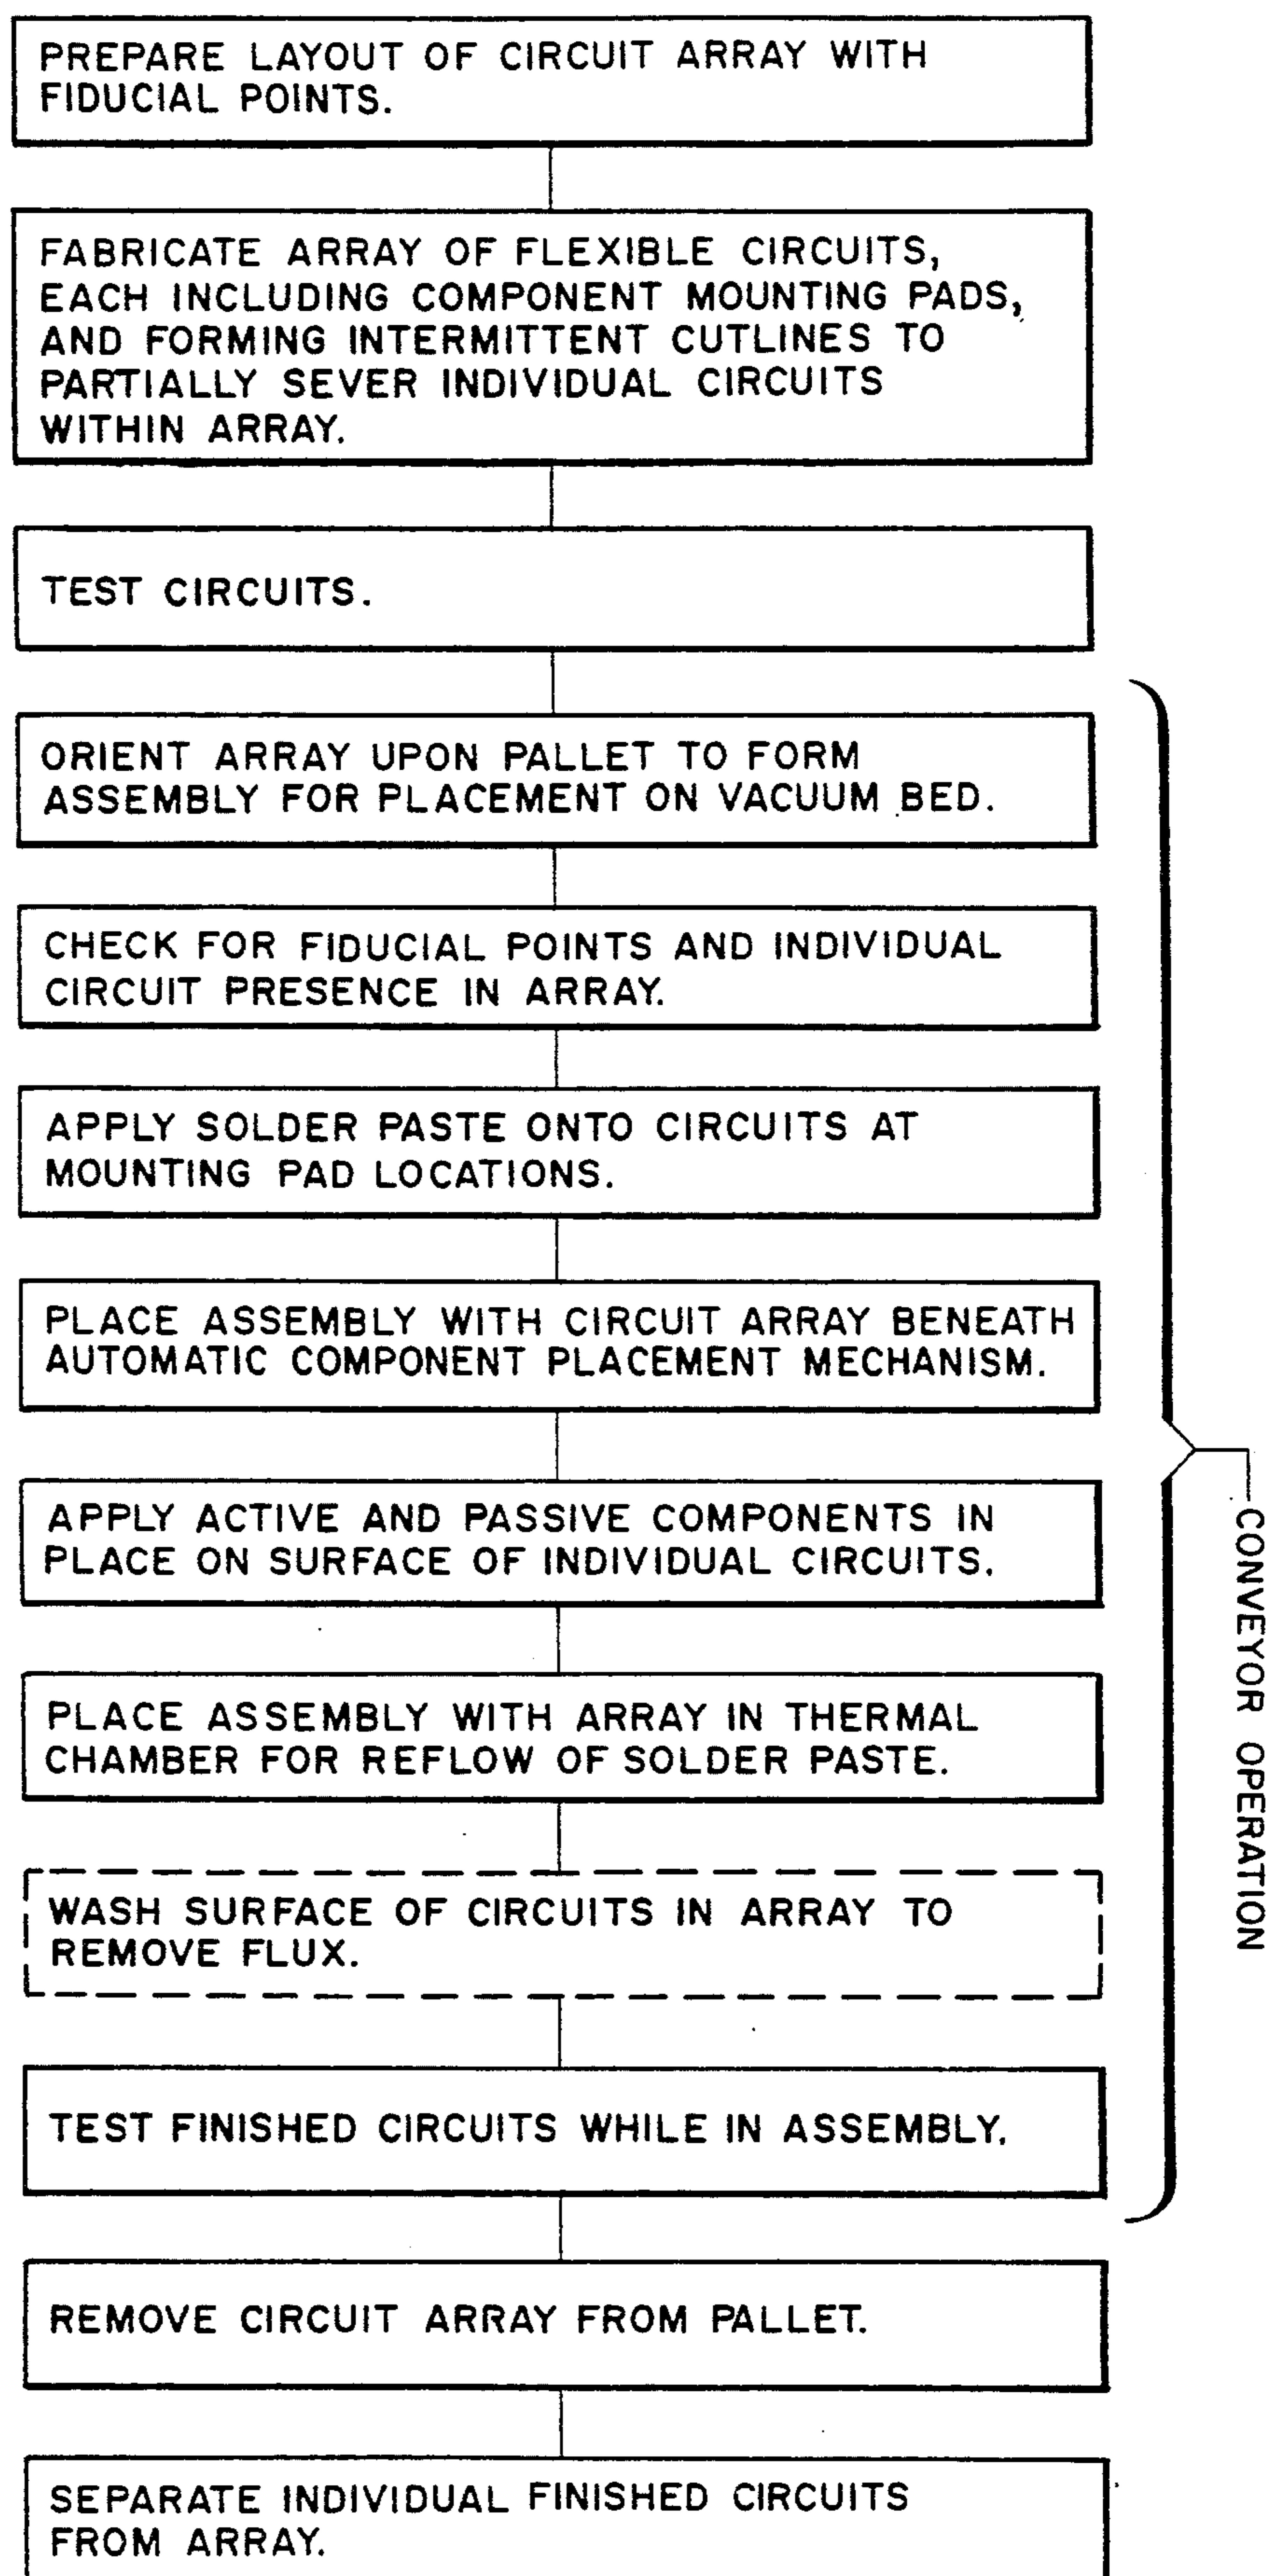 PREPARE LAYOUT OF CIRCUIT ARRAY WITH
FIDUCIAL POINTS.
FABRICATE ARRAY OF FLEXIBLE CIRCUITS,
EACH INCLUDING COMPONENT MOUNTING PADS,
AND FORMING INTERMITTENT CUTLINES TO
PARTIALLY SEVER INDIVIDUAL CIRCUITS
WITHIN ARRAY.
TEST CIRCUITS.
ORIENT ARRAY UPON PALLET TO FORM
ASSEMBLY FOR PLACEMENT ON VACUUM BED.
CHECK FOR FIDUCIAL POINTS AND INDIVIDUAL
CIRCUIT PRESENCE IN ARRAY.
APPLY SOLDER PASTE ONTO CIRCUITS AT
MOUNTING PAD LOCATIONS.
PLACE ASSEMBLY WITH CIRCUIT ARRAY BENEATH
AUTOMATIC COMPONENT PLACEMENT MECHANISM.
APPLY ACTIVE AND PASSIVE COMPONENTS IN
PLACE ON SURFACE OF INDIVIDUAL CIRCUITS.
PLACE ASSEMBLY WITH ARRAY IN THERMAL
CHAMBER FOR REFLOW OF SOLDER PASTE.
WASH SURFACE OF CIRCUITS IN ARRAY TO
REMOVE FLUX.
TEST FINISHED CIRCUITS WHILE IN ASSEMBLY.
REMOVE CIRCUIT ARRAY FROM PALLET.
SEPARATE INDIVIDUAL FINISHED CIRCUITS
FROM ARRAY.
CONVEYOR OPERATION